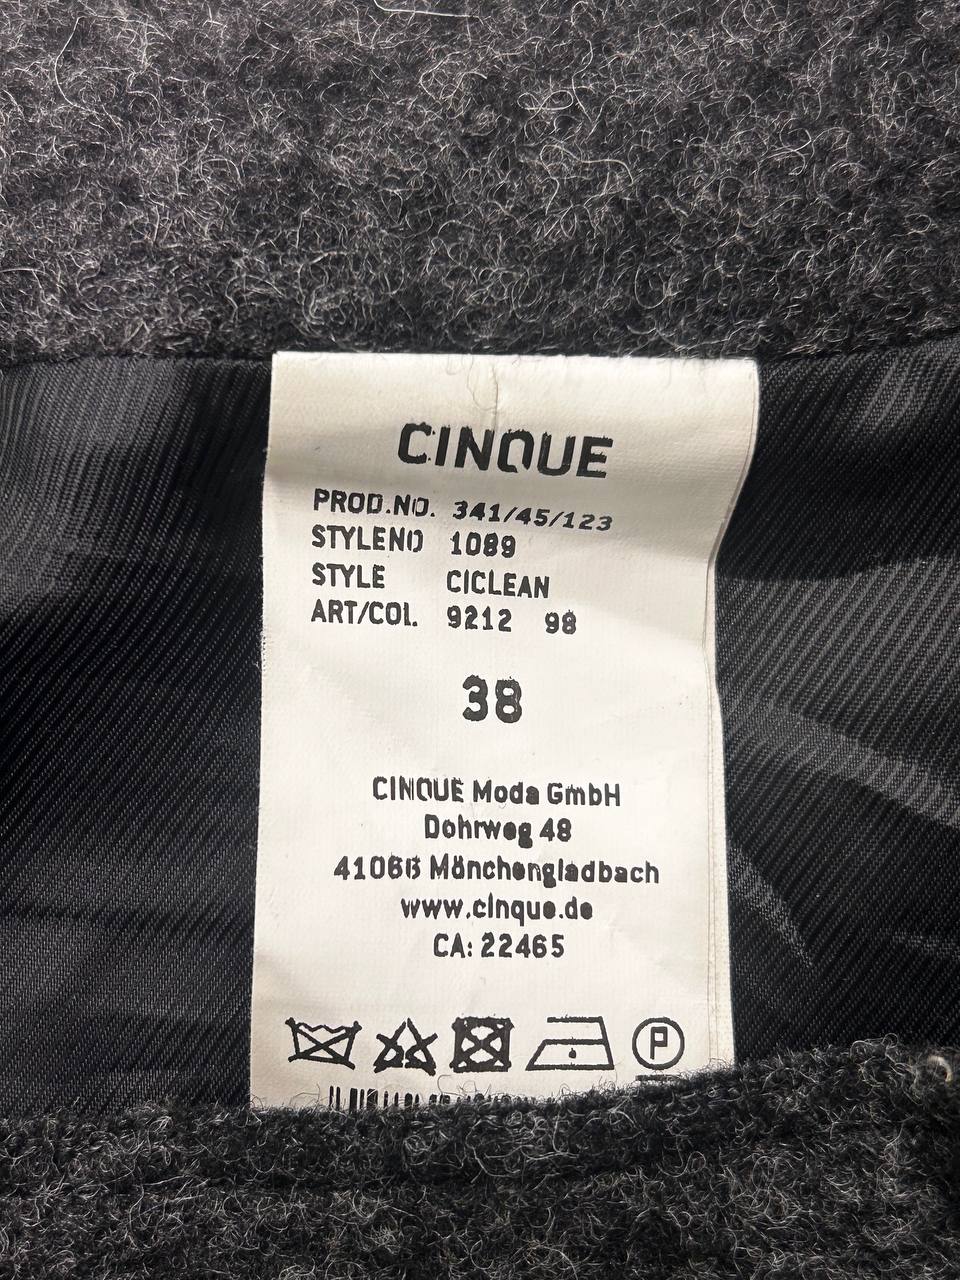 CINQUE
PROD.NO. 341/45/123
STYLENO 1089
STYLE CICLEAN
ART/COL. 9212 98
38
CINQUE Moda GmbH
Dohrweg 48
41066 Mönchengladbach
www.cinque.de
CA: 22465
P